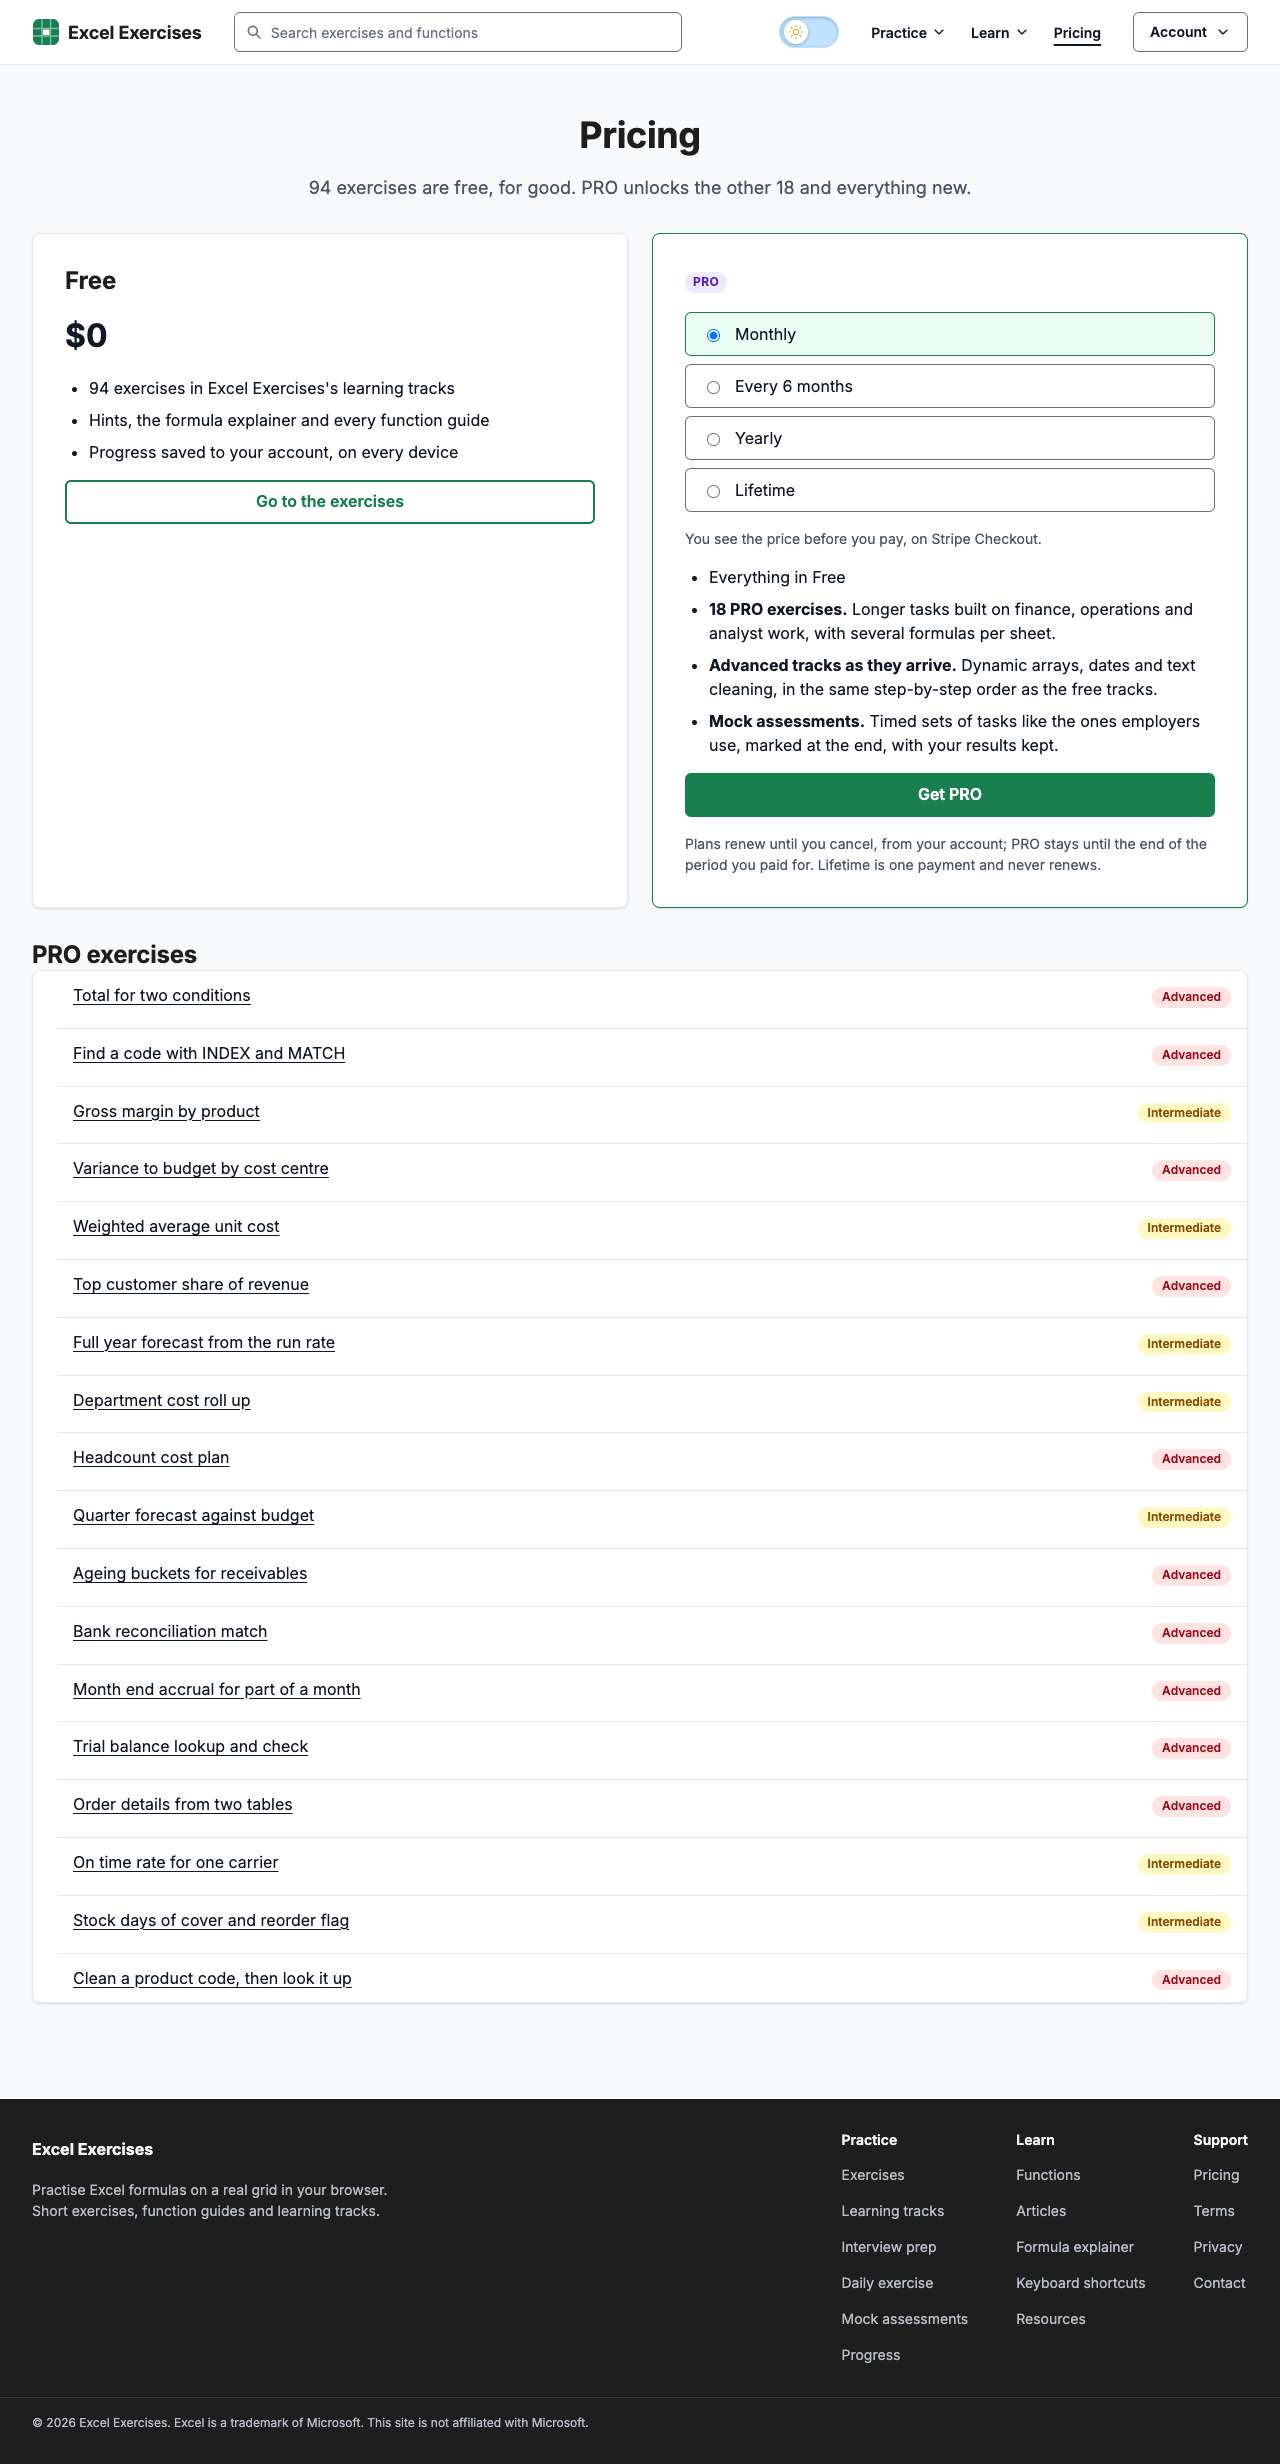 Excel Exercises
Search exercises and functions
Practice
Learn
Pricing
Account
Pricing
94 exercises are free, for good. PRO unlocks the other 18 and everything new.
Free
$0
94 exercises in Excel Exercises's learning tracks
Hints, the formula explainer and every function guide
Progress saved to your account, on every device
Go to the exercises
PRO
Monthly
Every 6 months
Yearly
Lifetime
You see the price before you pay, on Stripe Checkout.
Everything in Free
18 PRO exercises. Longer tasks built on finance, operations and
analyst work, with several formulas per sheet.
Advanced tracks as they arrive. Dynamic arrays, dates and text
cleaning, in the same step-by-step order as the free tracks.
Mock assessments. Timed sets of tasks like the ones employers
use, marked at the end, with your results kept.
Get PRO
Plans renew until you cancel, from your account; PRO stays until the end of the
period you paid for. Lifetime is one payment and never renews.
PRO exercises
Total for two conditions Advanced
Find a code with INDEX and MATCH Advanced
Gross margin by product Intermediate
Variance to budget by cost centre Advanced
Weighted average unit cost Intermediate
Top customer share of revenue Advanced
Full year forecast from the run rate Intermediate
Department cost roll up Intermediate
Headcount cost plan Advanced
Quarter forecast against budget Intermediate
Ageing buckets for receivables Advanced
Bank reconciliation match Advanced
Month end accrual for part of a month Advanced
Trial balance lookup and check Advanced
Order details from two tables Advanced
On time rate for one carrier Intermediate
Stock days of cover and reorder flag Intermediate
Clean a product code, then look it up Advanced
Excel Exercises
Practise Excel formulas on a real grid in your browser.
Short exercises, function guides and learning tracks.
Practice
Exercises
Learning tracks
Interview prep
Daily exercise
Mock assessments
Progress
Learn
Functions
Articles
Formula explainer
Keyboard shortcuts
Resources
Support
Pricing
Terms
Privacy
Contact
© 2026 Excel Exercises. Excel is a trademark of Microsoft. This site is not affiliated with Microsoft.